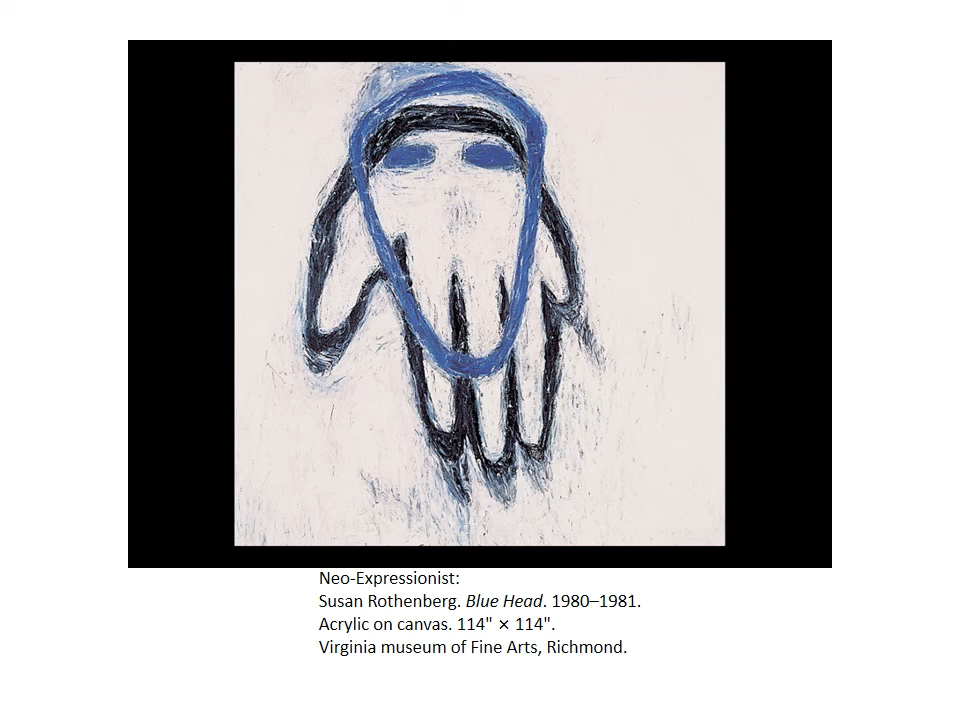 Neo-Expressionist:
Susan Rothenberg. Blue Head. 1980–1981.
Acrylic on canvas. 114" × 114".
Virginia museum of Fine Arts, Richmond.